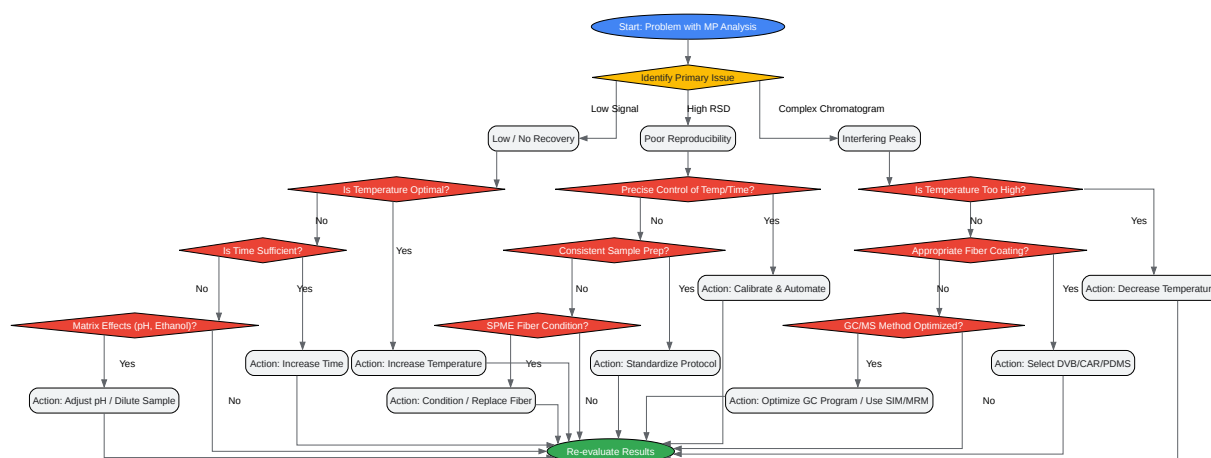 Start: Problem with MP Analysis
Identify Primary Issue
Low Signal
High RSD
Complex Chromatogram
Low / No Recovery
Poor Reproducibility
Interfering Peaks
Is Temperature Optimal?
Precise Control of Temp/Time?
Is Temperature Too High?
No
No
Yes
No
Yes
Is Time Sufficient?
Yes
Consistent Sample Prep?
Appropriate Fiber Coating?
No
Yes
No
Yes
Action: Calibrate & Automate
No
Yes
Action: Decrease Temperature
Matrix Effects (pH, Ethanol)?
SPME Fiber Condition?
GC/MS Method Optimized?
Yes
Action: Increase Time
Action: Increase Temperature
Yes
Action: Standardize Protocol
Yes
Action: Select DVB/CAR/PDMS
Action: Adjust pH / Dilute Sample
No
Action: Condition / Replace Fiber
No
Action: Optimize GC Program / Use SIM/MRM
No
Re-evaluate Results